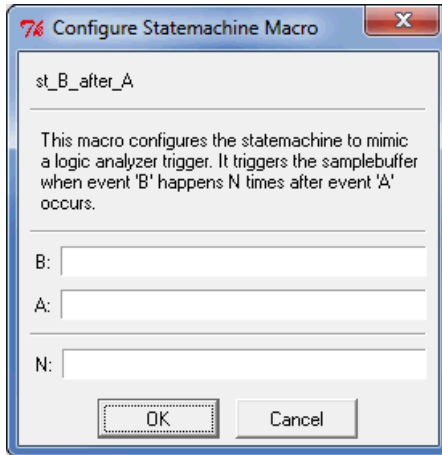 Configure Statemachine Macro
st_B_after_A
This macro configures the statemachine to mimic
a logic analyzer trigger. It triggers the samplebuffer
when event 'B' happens N times after event 'A'
occurs.
B:
A:
N:
OK
Cancel